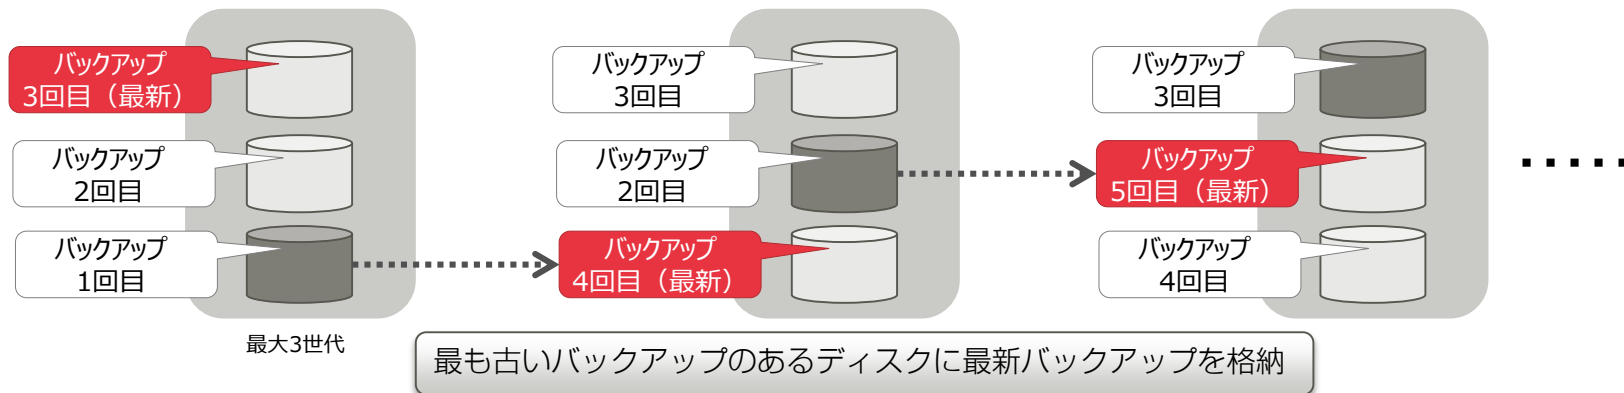 バックアップ
3回目（最新）
バックアップ
2回目
バックアップ
1回目
最大3世代
バックアップ
3回目
バックアップ
2回目
バックアップ
4回目（最新）
バックアップ
3回目
バックアップ
5回目（最新）
バックアップ
4回目
最も古いバックアップのあるディスクに最新バックアップを格納